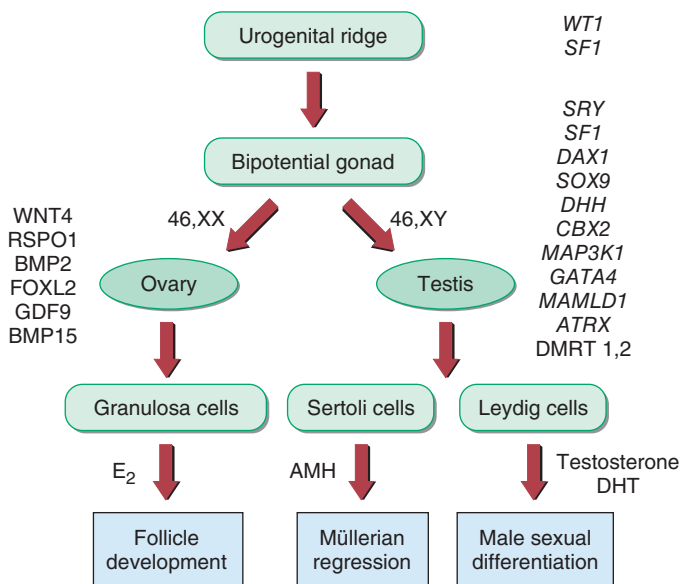 Urogenital ridge
WT1
SF1
Bipotential gonad
SRY
SF1
DAX1
SOX9
DHH
CBX2
MAP3K1
GATA4
MAMLD1
ATRX
DMRT 1,2
46,XX
46,XY
WNT4
RSPO1
BMP2
FOXL2
GDF9
BMP15
Ovary
Testis
Granulosa cells
Sertoli cells
Leydig cells
E2
AMH
Testosterone
DHT
Follicle
development
Müllerian
regression
Male sexual
differentiation